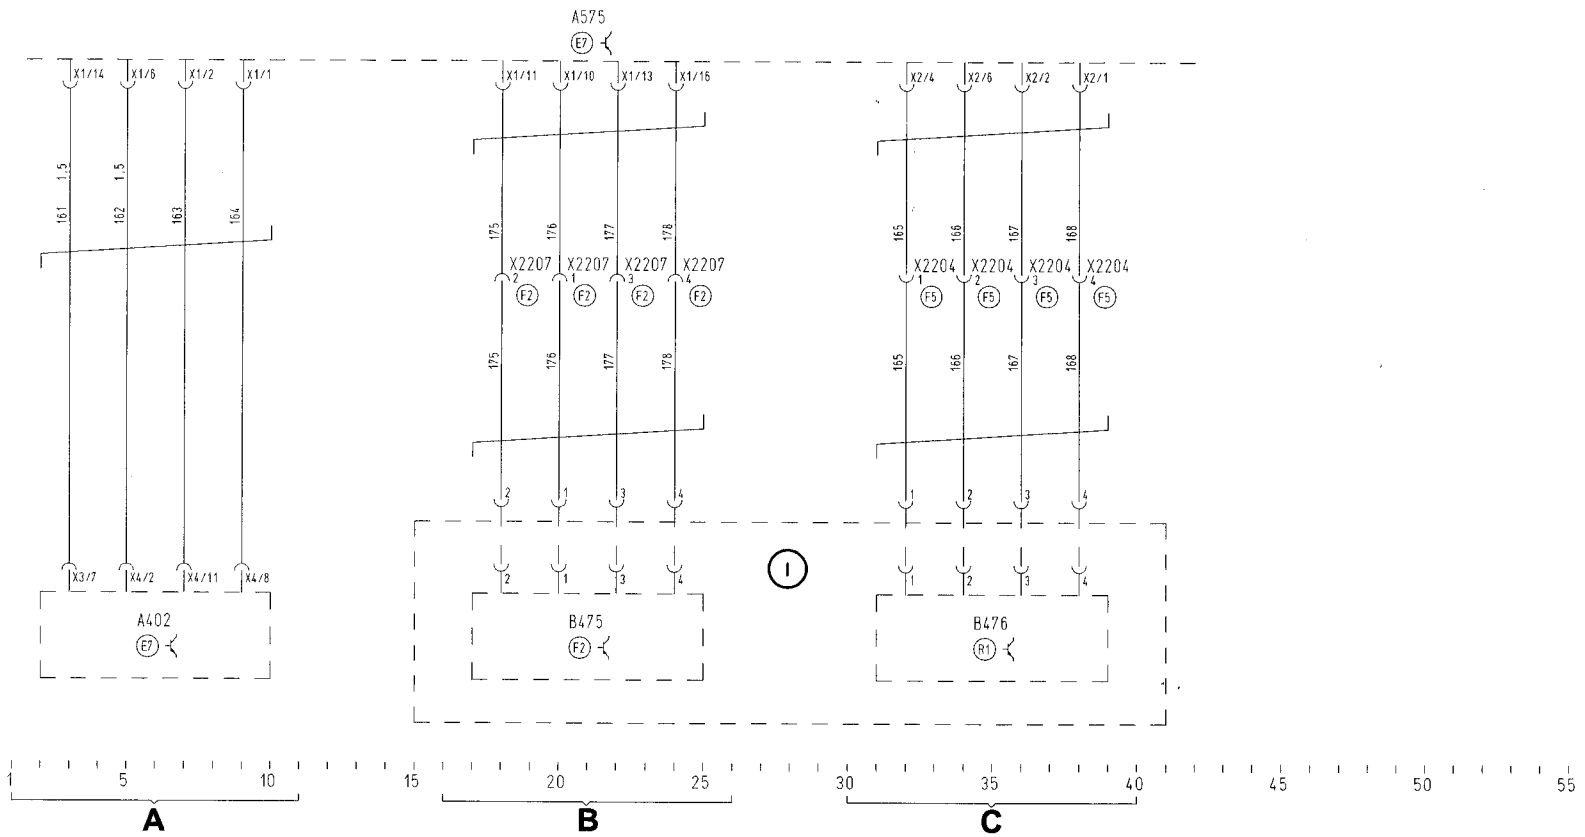 A575
E7
X1/14 X1/6 X1/2 X1/1 X1/11 X1/10 X1/13 X1/16 X2/4 X2/6 X2/2 X2/1
1,5 1,5
161 162 163 164 175 176 177 178 165 166 167 168
X2207 X2207 X2207 X2207 X2204 X2204 X2204 X2204
2 1 3 4 1 2 3 4
F2 F2 F2 F2 F5 F5 F5 F5
175 176 177 178 165 166 167 168
2 1 3 4 1 2 3 4
I
X3/7 X4/2 X4/11 X4/8 2 1 3 4 1 2 3 4
A402 B475 B476
E7 F2 R1
1 5 10 15 20 25 30 35 40 45 50 55
A B C